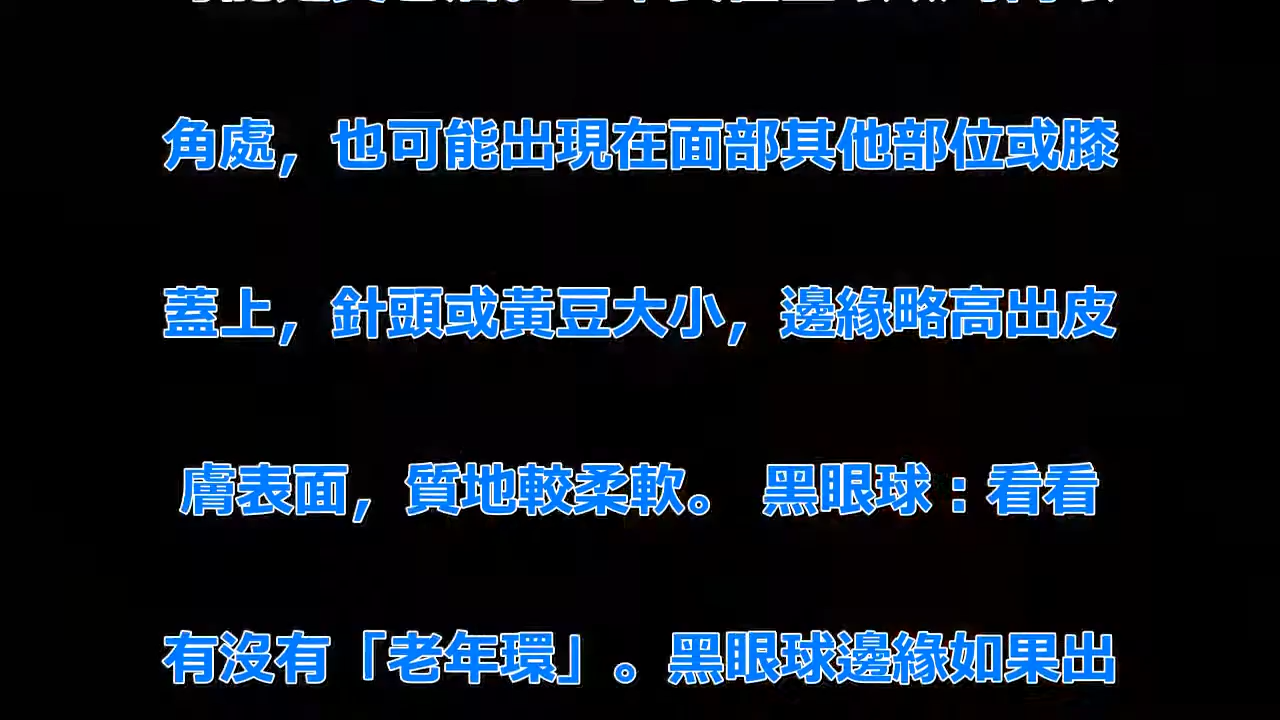 角處，也可能出現在面部其他部位或膝
蓋上，針頭或黃豆大小，邊緣略高出皮
膚表面，質地較柔軟。 黑眼球：看看
有沒有「老年環」。黑眼球邊緣如果出